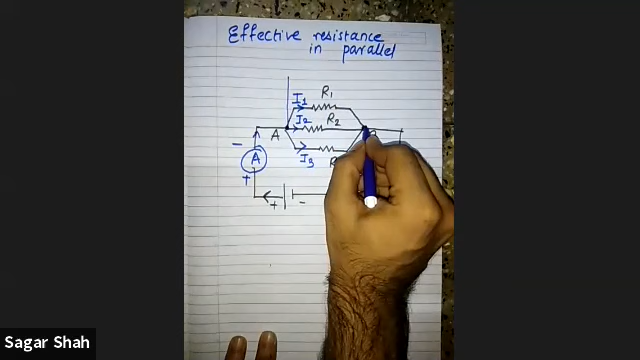 Effective resistance
in parallel
I1
R1
I2
R2
A
I3
R
A
-
+
+
-
Sagar Shah